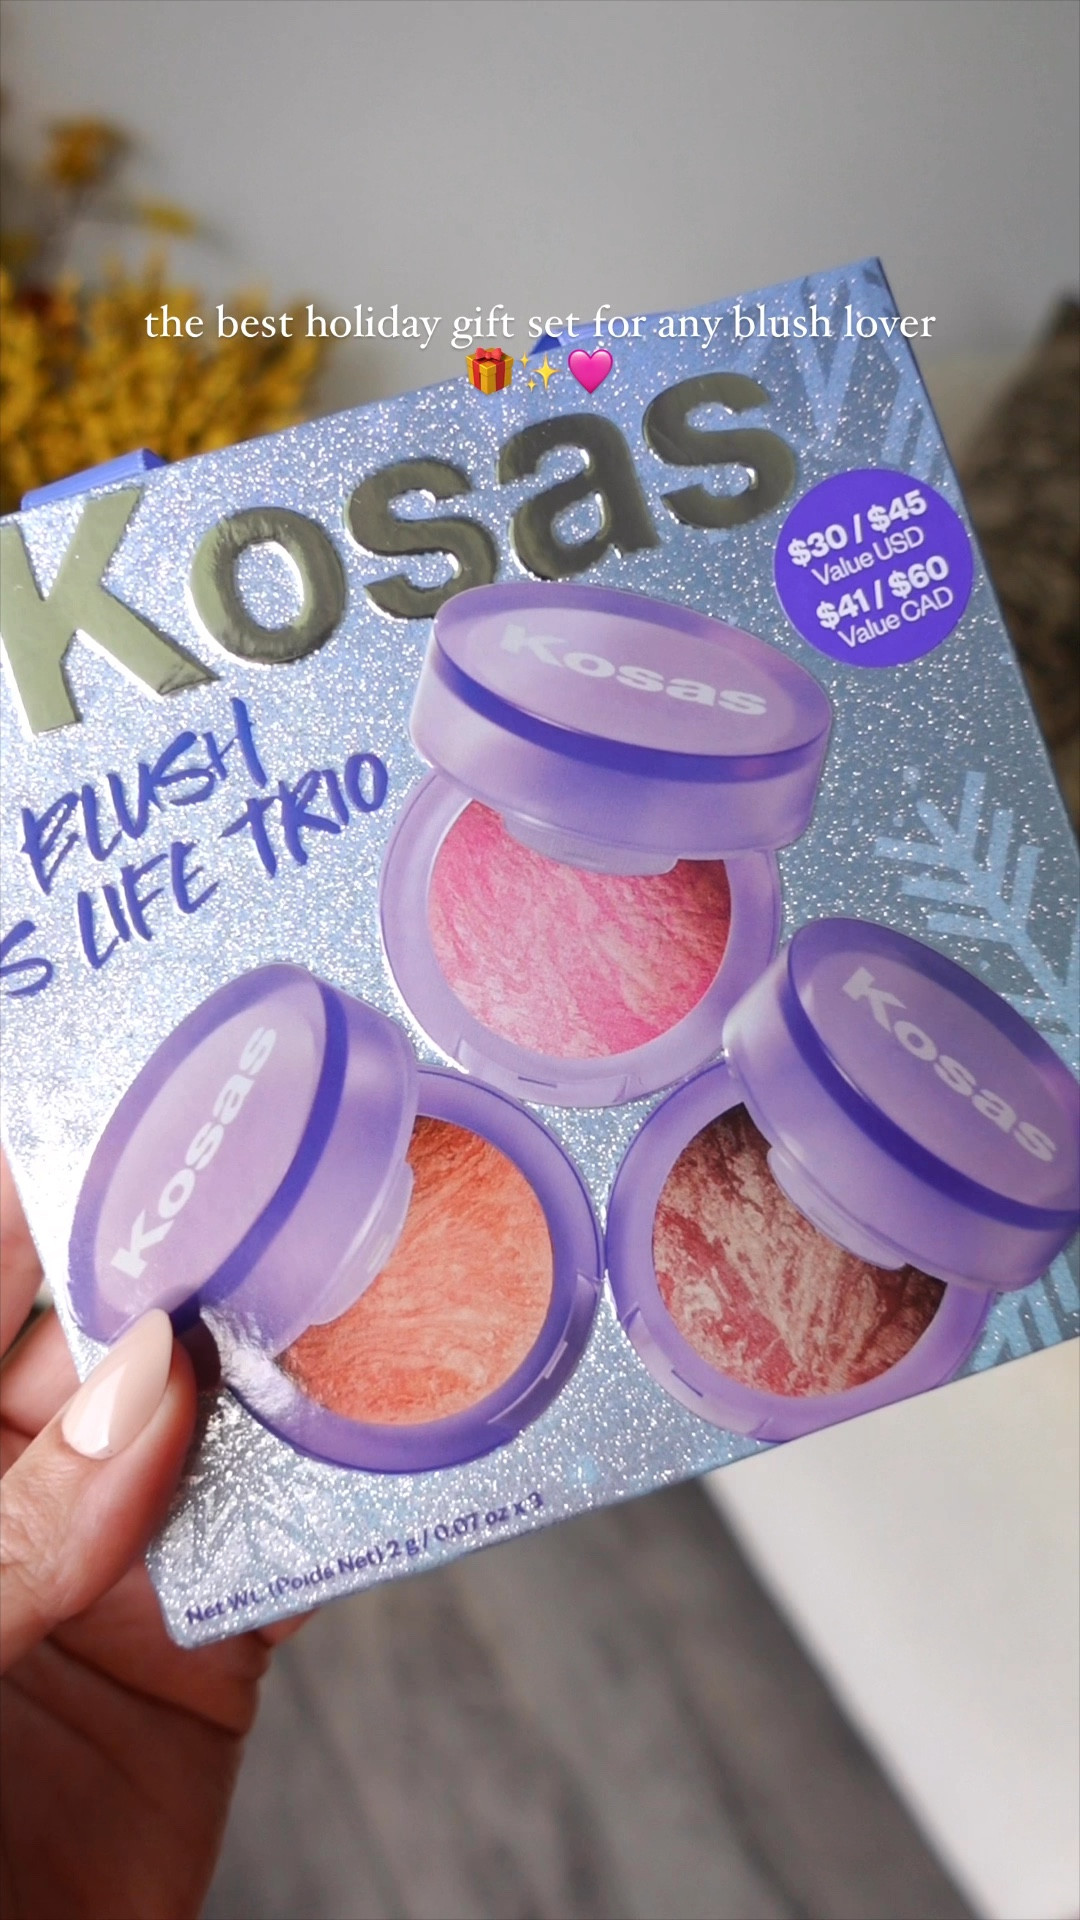 the best holiday gift set for any blush lover
🎁✨🩷
Kosas
$30 / $45
Value USD
$41 / $60
Value CAD
BLUSH
S LIFE TRIO
Kosas
Kosas
Kosas
Net Wt. (Poids Net) 2 g / 0.07 oz x 3